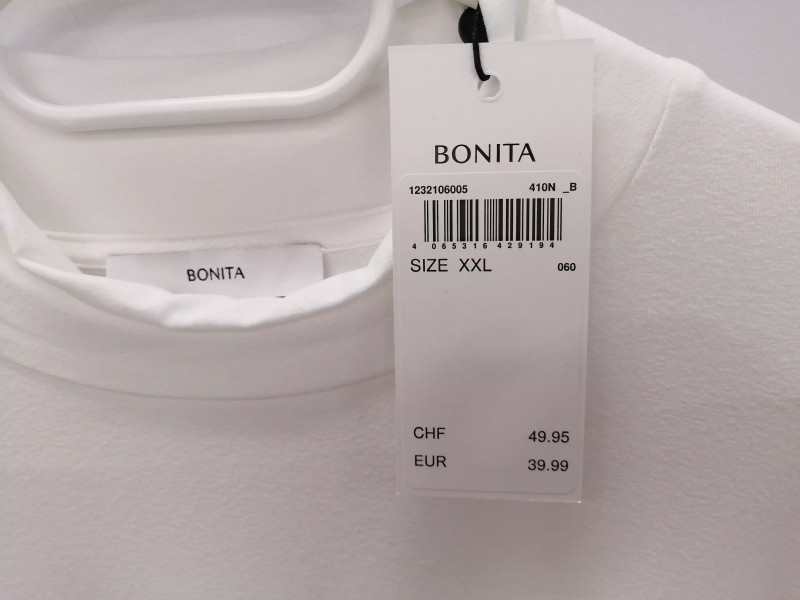 BONITA
1232106005 410N _B
4 065316 429194
SIZE XXL 060
CHF 49.95
EUR 39.99
BONITA